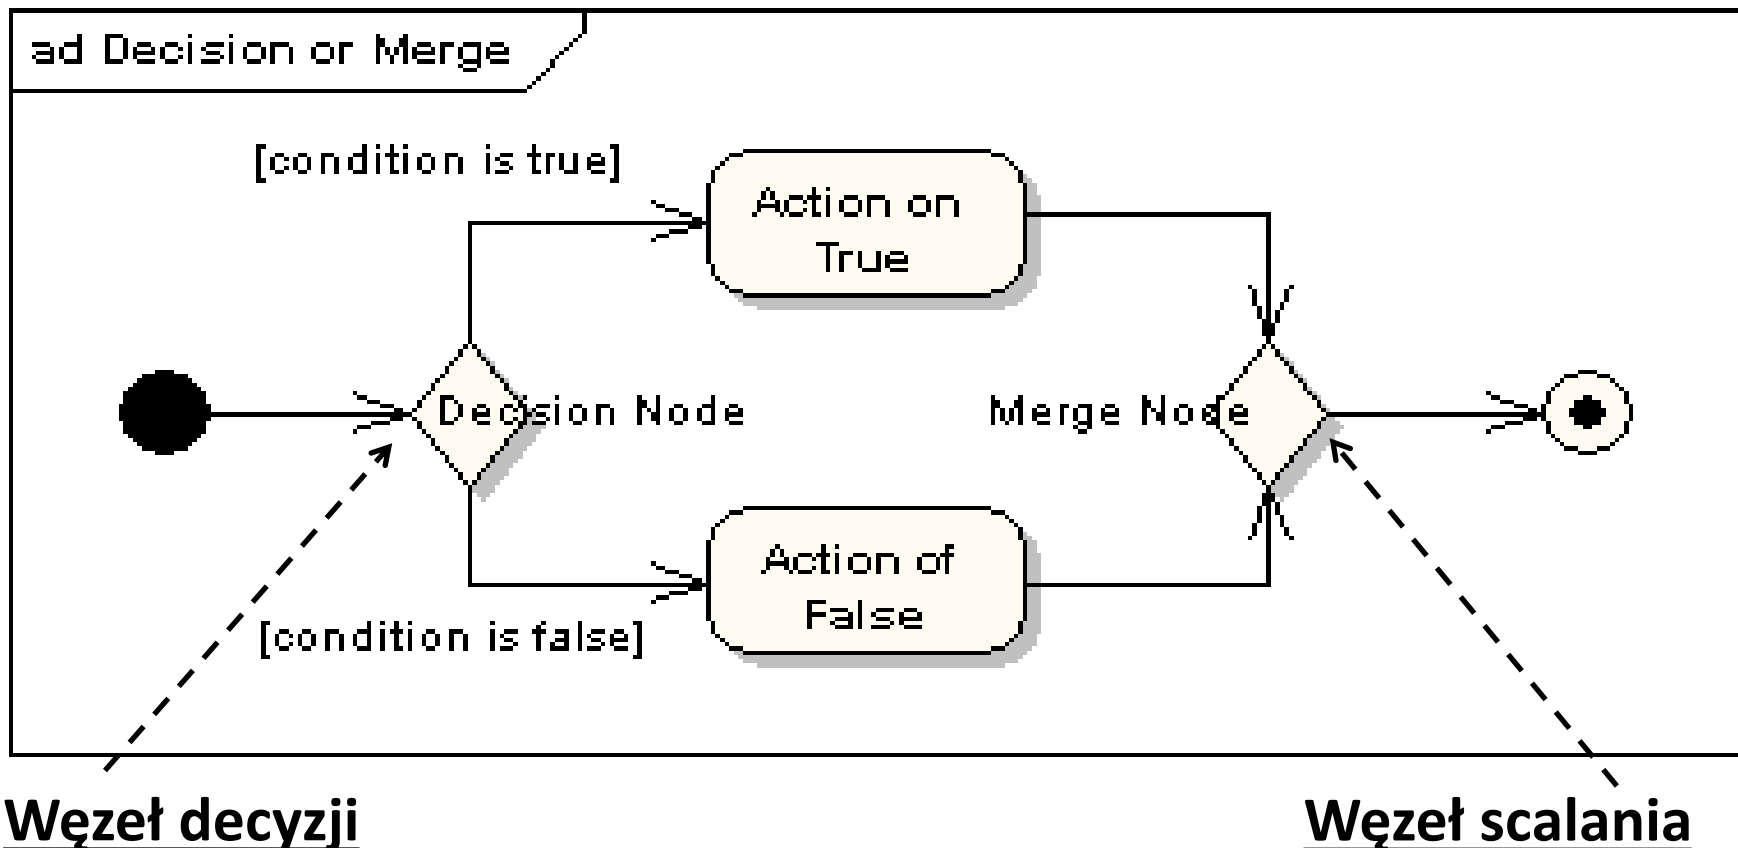 ad Decision or Merge
[condition is true]
Action on
True
Decision Node
Merge Node
Action of
False
[condition is false]
Węzeł decyzji
Węzeł scalania